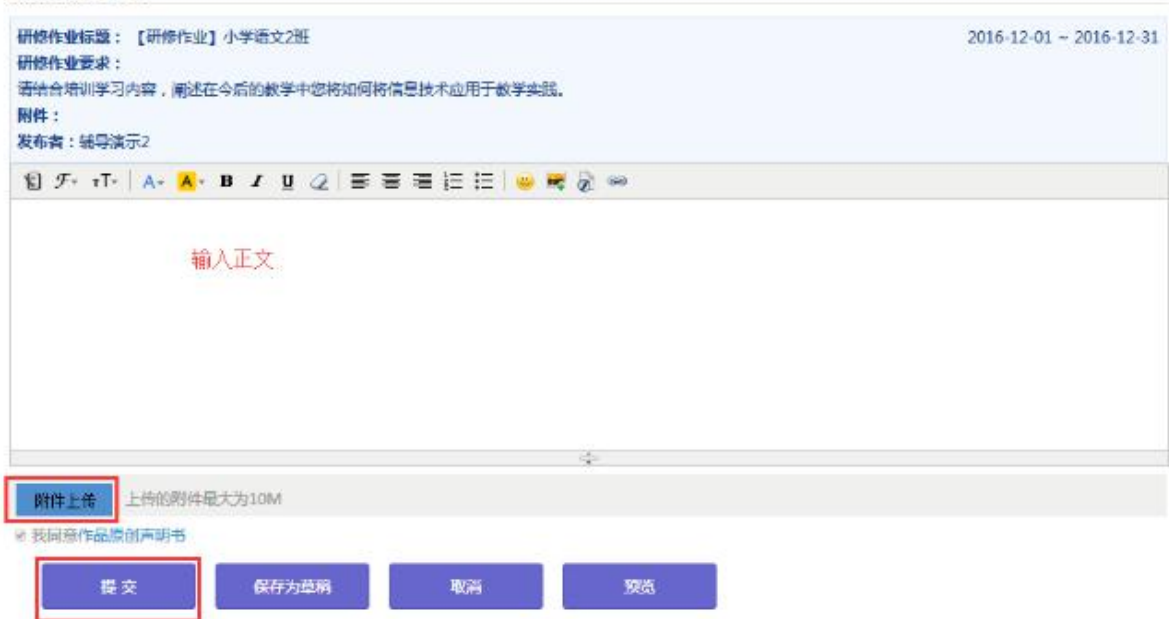 研修作业标题：【研修作业】小学语文2班 2016-12-01 ~ 2016-12-31
研修作业要求：
请结合培训学习内容，阐述在今后的教学中您将如何将信息技术应用于教学实践。
附件：
发布者：辅导演示2
输入正文
附件上传 上传的附件最大为10M
我同意作品原创声明书
提交 保存为草稿 取消 预览